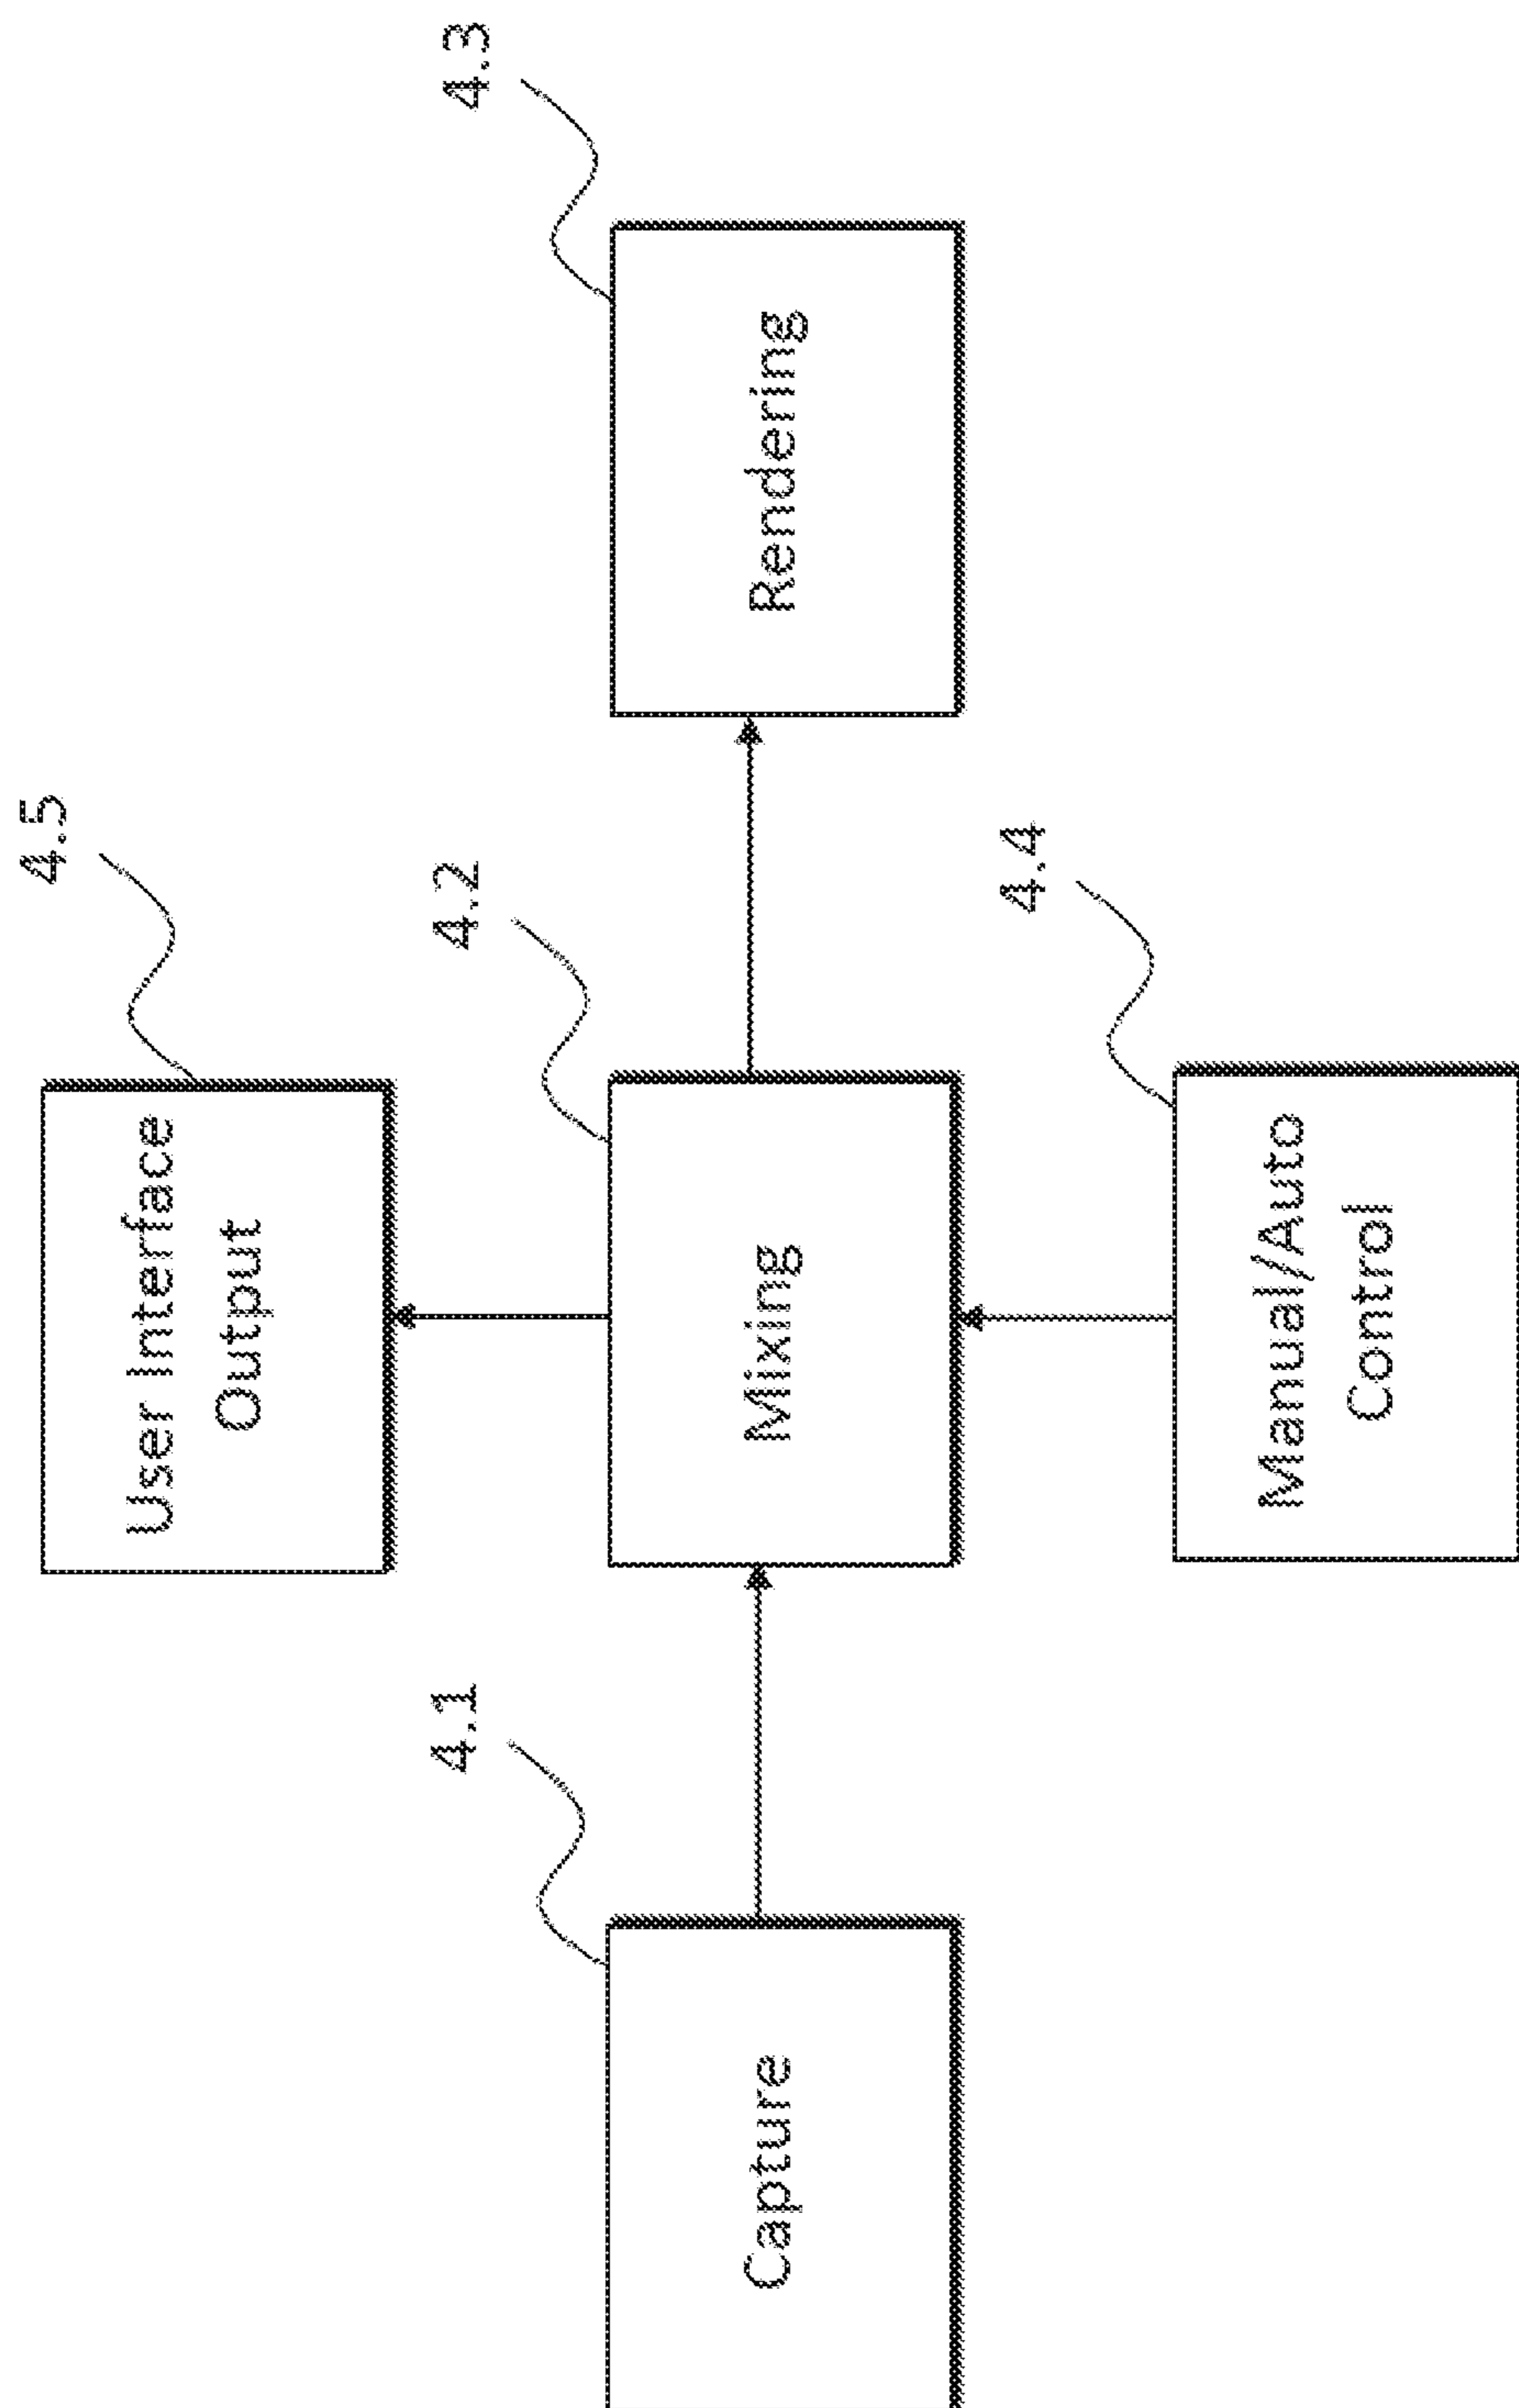 4.5
User Interface
Output
4.1
Capture
4.2
Mixing
4.3
Rendering
4.4
Manual/Auto
Control